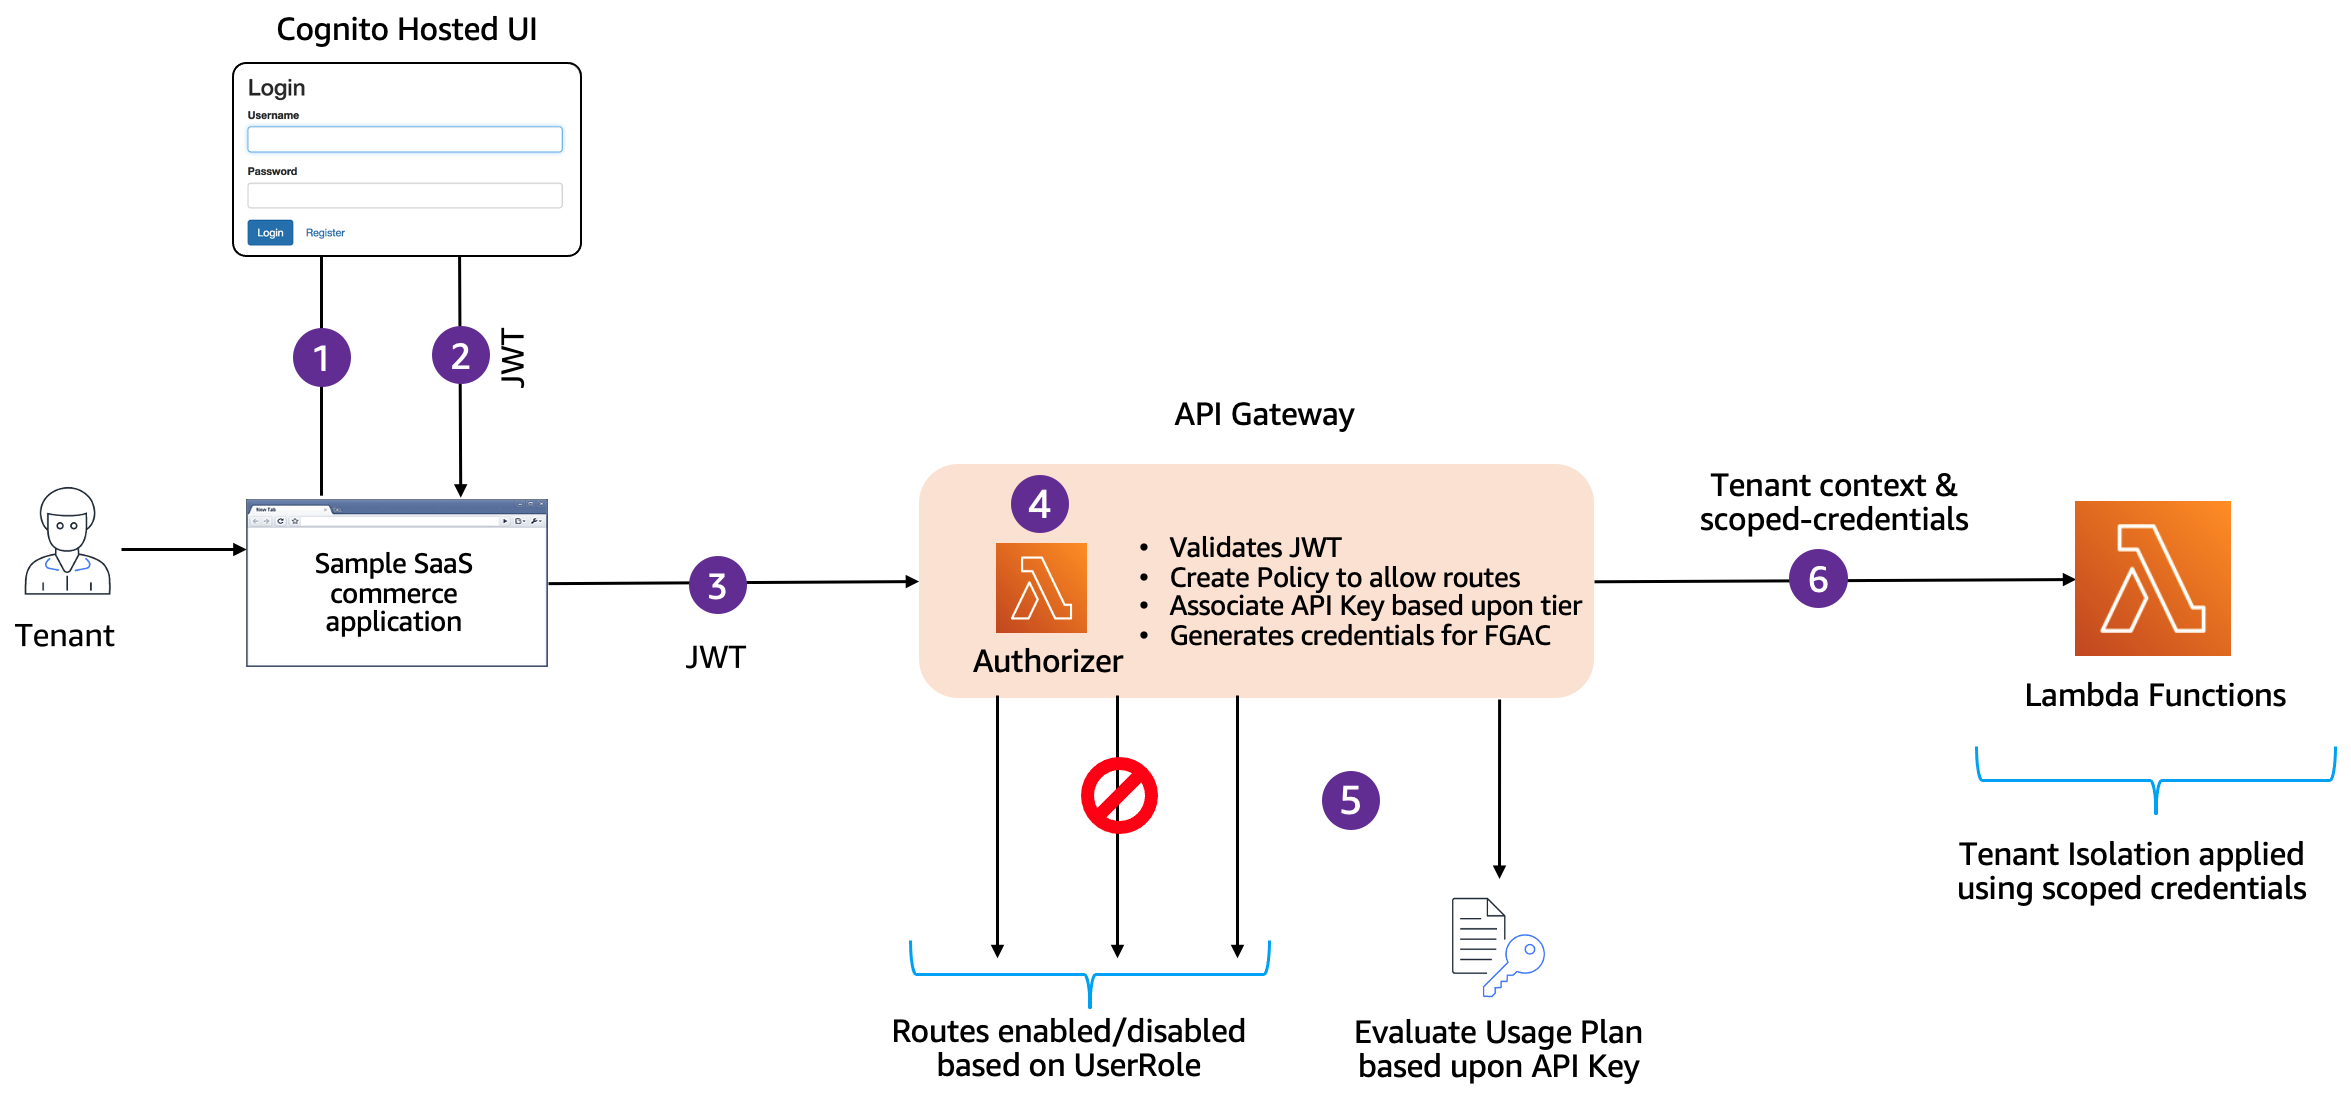 Cognito Hosted UI
Login
Username
Password
Login
Register
1
2
JWT
Tenant
New Tab
Sample SaaS
commerce
application
3
JWT
API Gateway
4
Authorizer
• Validates JWT
• Create Policy to allow routes
• Associate API Key based upon tier
• Generates credentials for FGAC
Tenant context &
scoped-credentials
6
Lambda Functions
Tenant Isolation applied
using scoped credentials
5
Routes enabled/disabled
based on UserRole
Evaluate Usage Plan
based upon API Key